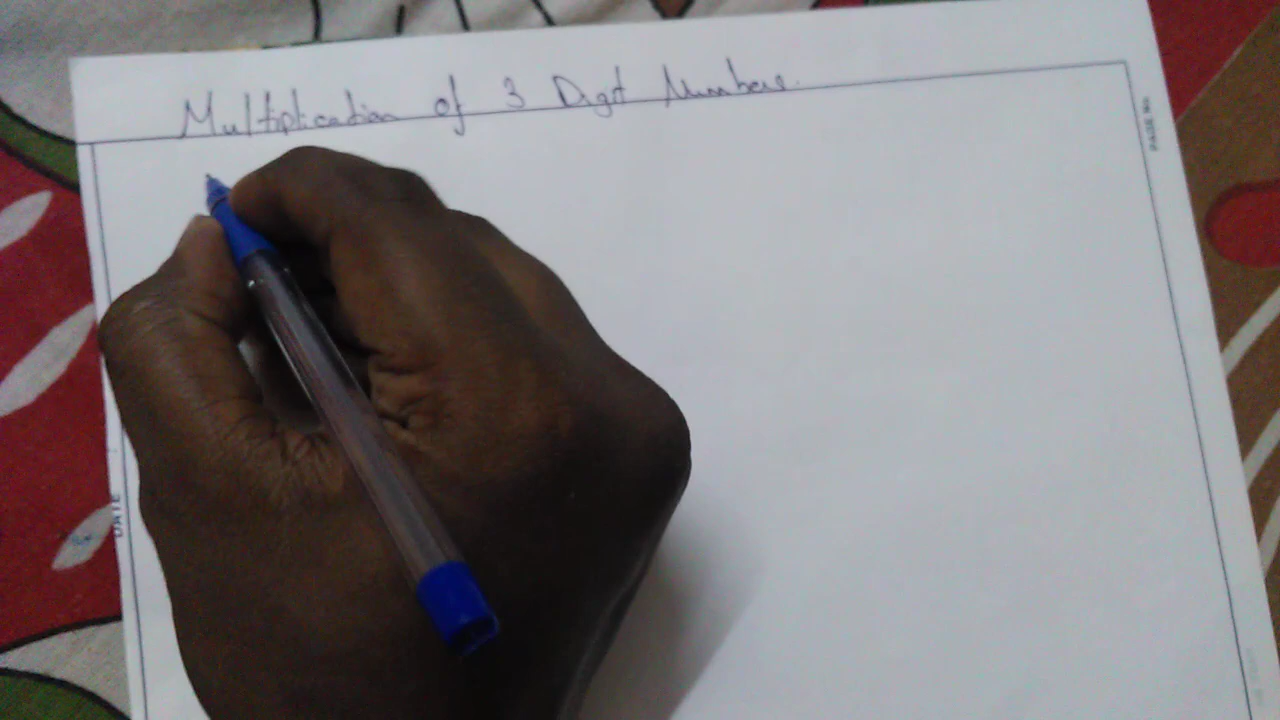 Multiplication of 3 Digit Numbers.
PAGE No.
DATE